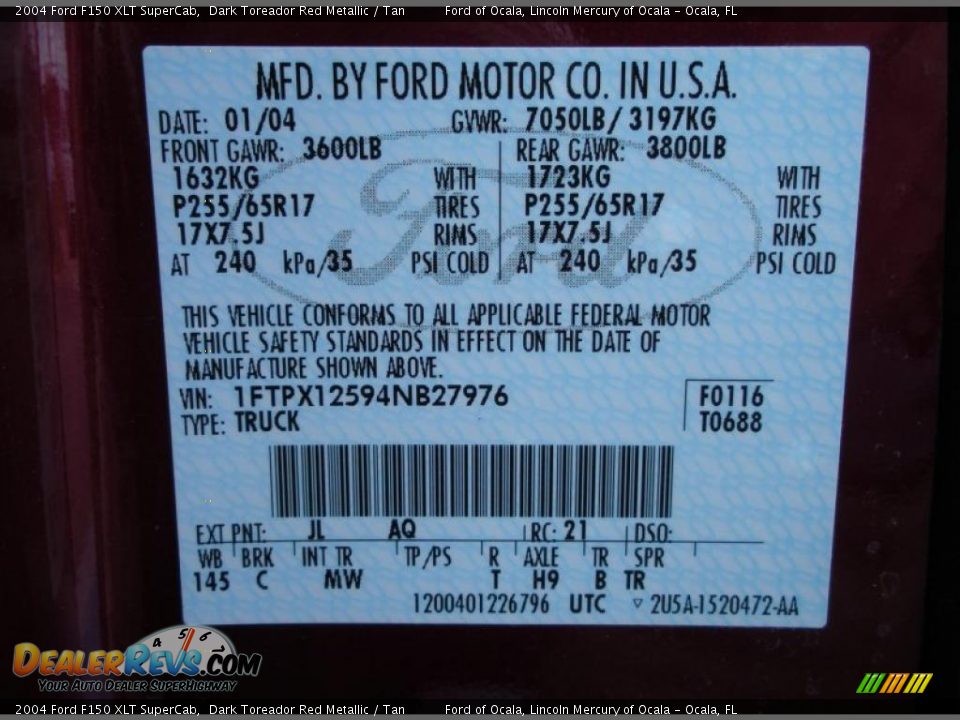 2004 Ford F150 XLT SuperCab, Dark Toreador Red Metallic / Tan Ford of Ocala, Lincoln Mercury of Ocala - Ocala, FL
MFD. BY FORD MOTOR CO. IN U.S.A.
DATE: 01/04 GVWR: 7050LB/ 3197KG
FRONT GAWR: 3600LB REAR GAWR: 3800LB
1632KG WITH 1723KG WITH
P255/65R17 TIRES P255/65R17 TIRES
17X7.5J RIMS 17X7.5J RIMS
AT 240 kPa/35 PSI COLD AT 240 kPa/35 PSI COLD
Ford
THIS VEHICLE CONFORMS TO ALL APPLICABLE FEDERAL MOTOR
VEHICLE SAFETY STANDARDS IN EFFECT ON THE DATE OF
MANUFACTURE SHOWN ABOVE.
VIN: 1FTPX12594NB27976 F0116
TYPE: TRUCK T0688
EXT PNT: JL AQ RC: 21 DSO:
WB BRK INT TR TP/PS R AXLE TR SPR
145 C MW T H9 B TR
1200401226796 UTC ▽ 2U5A-1520472-AA
4 5 6
DEALERREVS.COM
YOUR AUTO DEALER SUPERHIGHWAY
2004 Ford F150 XLT SuperCab, Dark Toreador Red Metallic / Tan Ford of Ocala, Lincoln Mercury of Ocala - Ocala, FL